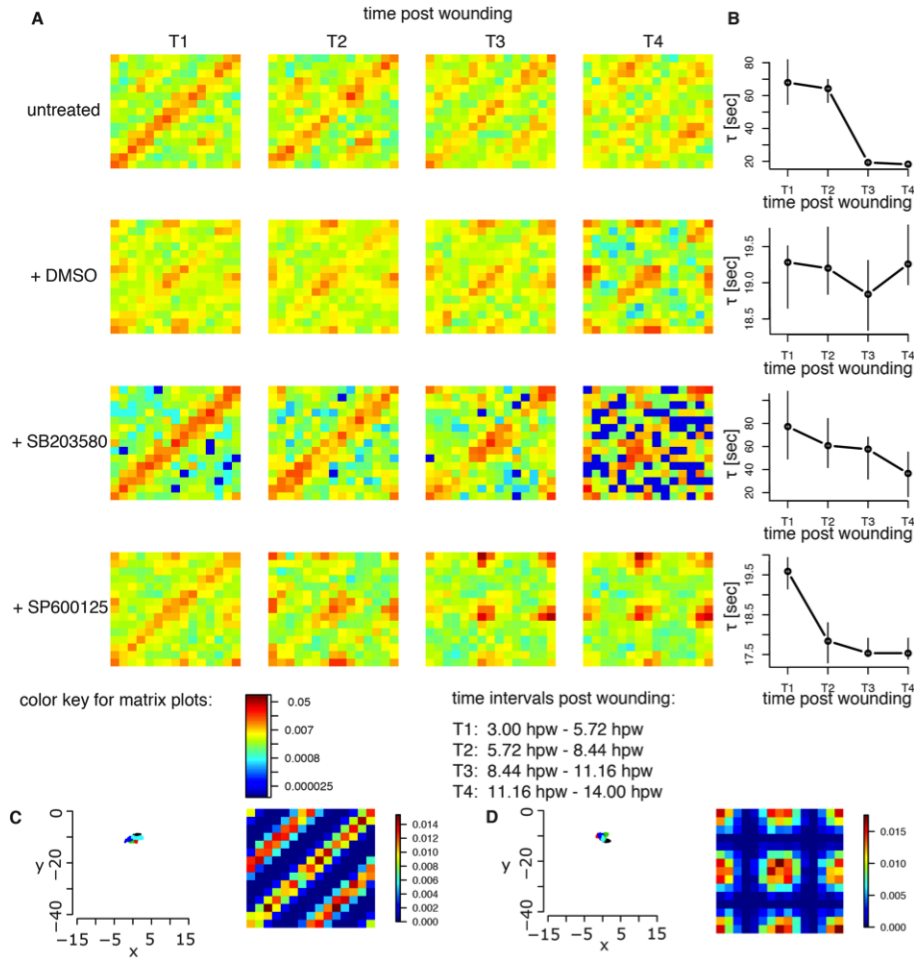 A
time post wounding
B
T1 T2 T3 T4
untreated
τ [sec]
80
60
40
20
T1 T2 T3 T4
time post wounding
+ DMSO
τ [sec]
19.5
19.0
18.5
T1 T2 T3 T4
time post wounding
+ SB203580
τ [sec]
80
60
40
20
T1 T2 T3 T4
time post wounding
+ SP600125
τ [sec]
19.5
18.5
17.5
T1 T2 T3 T4
time post wounding
color key for matrix plots:
0.05
0.007
0.0008
0.000025
time intervals post wounding:
T1: 3.00 hpw - 5.72 hpw
T2: 5.72 hpw - 8.44 hpw
T3: 8.44 hpw - 11.16 hpw
T4: 11.16 hpw - 14.00 hpw
C
y
0
−20
−40
−15 −5 5 15
x
0.014
0.012
0.010
0.008
0.006
0.004
0.002
0.000
D
y
0
−20
−40
−15 −5 5 15
x
0.015
0.010
0.005
0.000